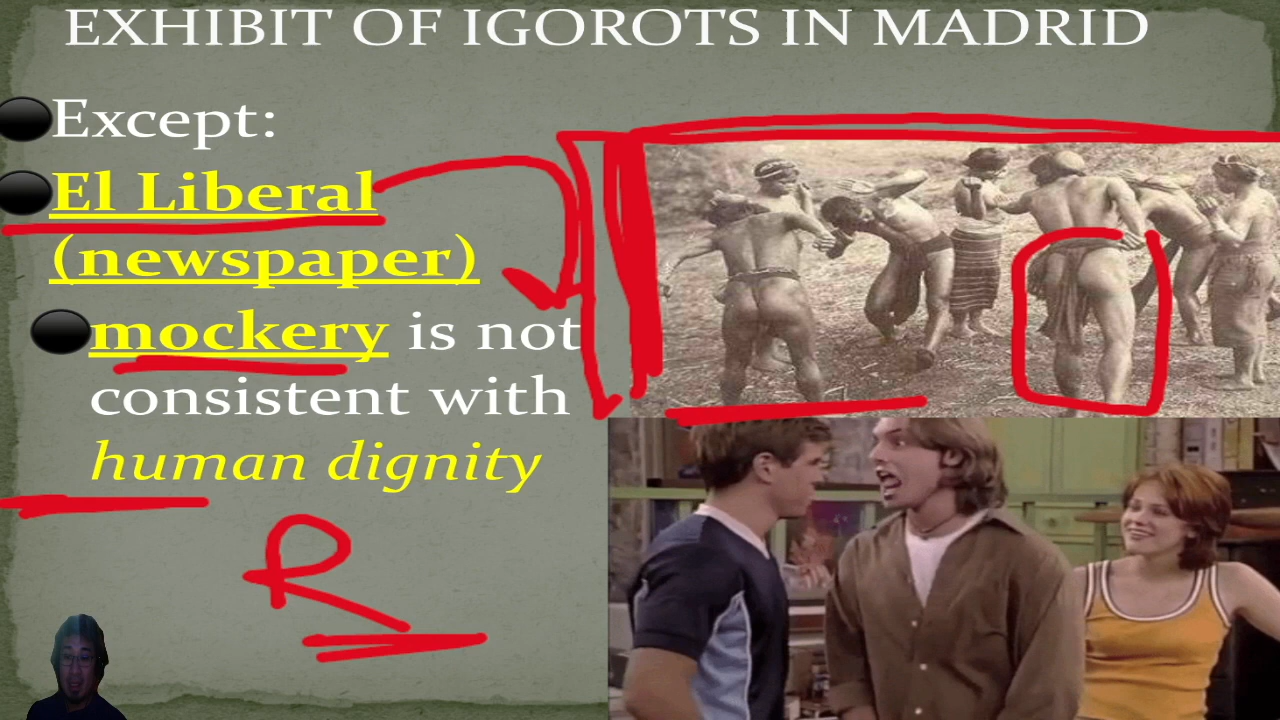 EXHIBIT OF IGOROTS IN MADRID
Except:
El Liberal
(newspaper)
mockery is not
consistent with
human dignity
R